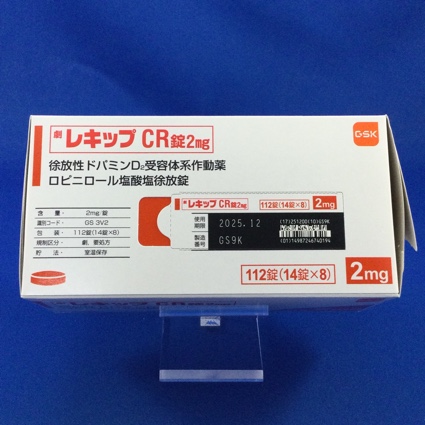 劇 レキップ CR錠2mg
GSK
徐放性ドパミンD2受容体系作動薬
ロピニロール塩酸塩徐放錠
含量：2mg/錠
識別コード：GS 3V2
包装：112錠(14錠×8)
規制区分：劇、要処方
貯法：室温保存
劇 レキップ CR錠2mg
112錠(14錠×8) 2mg
使用期限 2025.12
製造番号 GS9K
(17)251200(10)GS9K
(01)14987246740194
112錠(14錠×8) 2mg